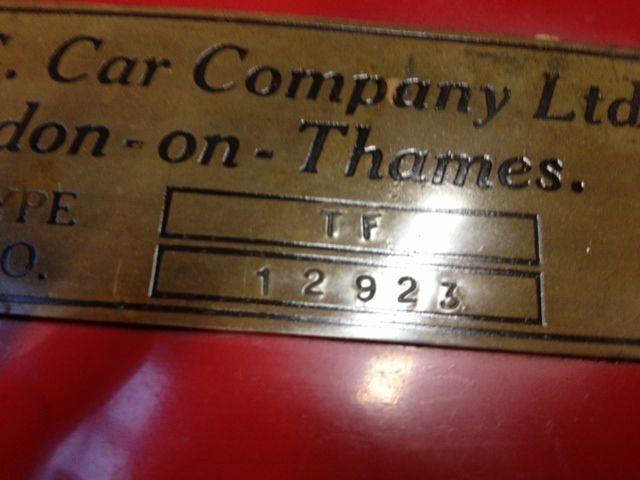 . Car Company Ltd
don-on-Thames.
YPE TF
O. 12923